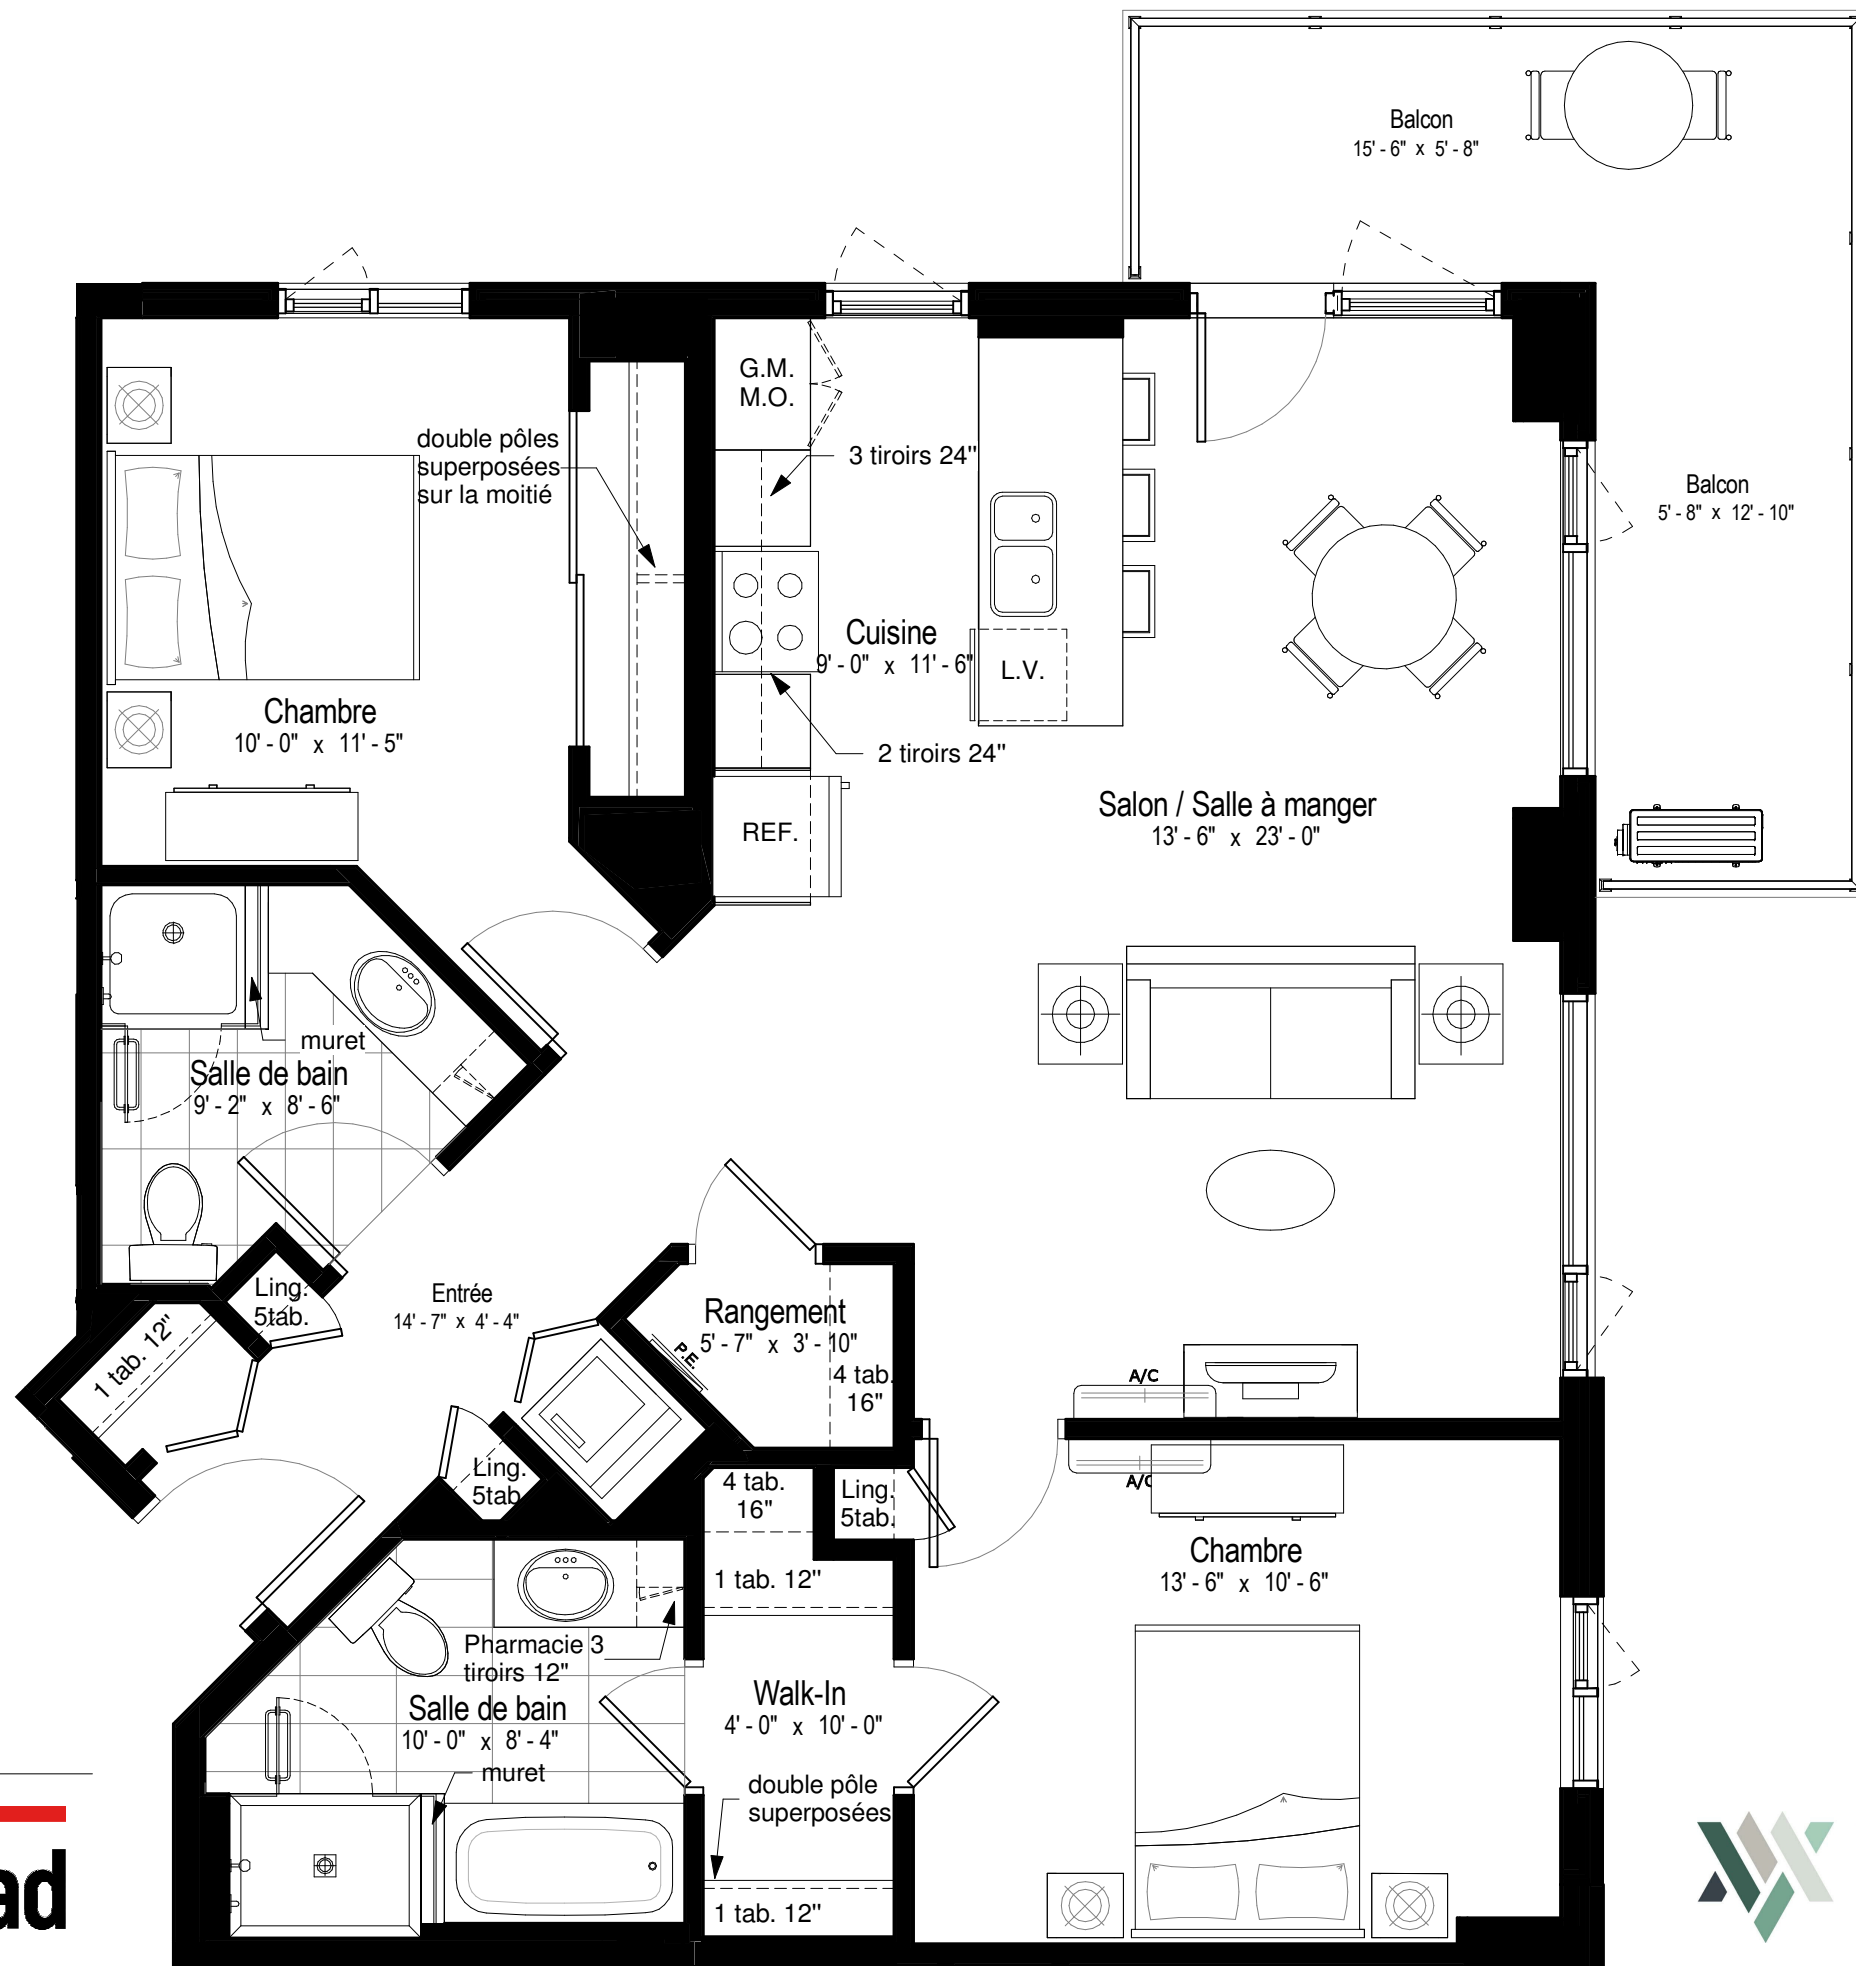 Balcon
15' - 6" x 5' - 8"
Balcon
5' - 8" x 12' - 10"
G.M.
M.O.
double pôles
superposées
sur la moitié
3 tiroirs 24"
Cuisine
9' - 0" x 11' - 6"
L.V.
2 tiroirs 24"
REF.
Chambre
10' - 0" x 11' - 5"
Salon / Salle à manger
13' - 6" x 23' - 0"
muret
Salle de bain
9' - 2" x 8' - 6"
Ling.
5tab.
1 tab. 12"
Entrée
14' - 7" x 4' - 4"
Rangement
5' - 7" x 3' - 10"
P.E.
4 tab.
16"
A/C
A/C
Ling.
5tab
4 tab.
16"
Ling.
5tab.
1 tab. 12"
Chambre
13' - 6" x 10' - 6"
Pharmacie 3
tiroirs 12"
Salle de bain
10' - 0" x 8' - 4"
muret
Walk-In
4' - 0" x 10' - 0"
double pôle
superposées
1 tab. 12"
ad